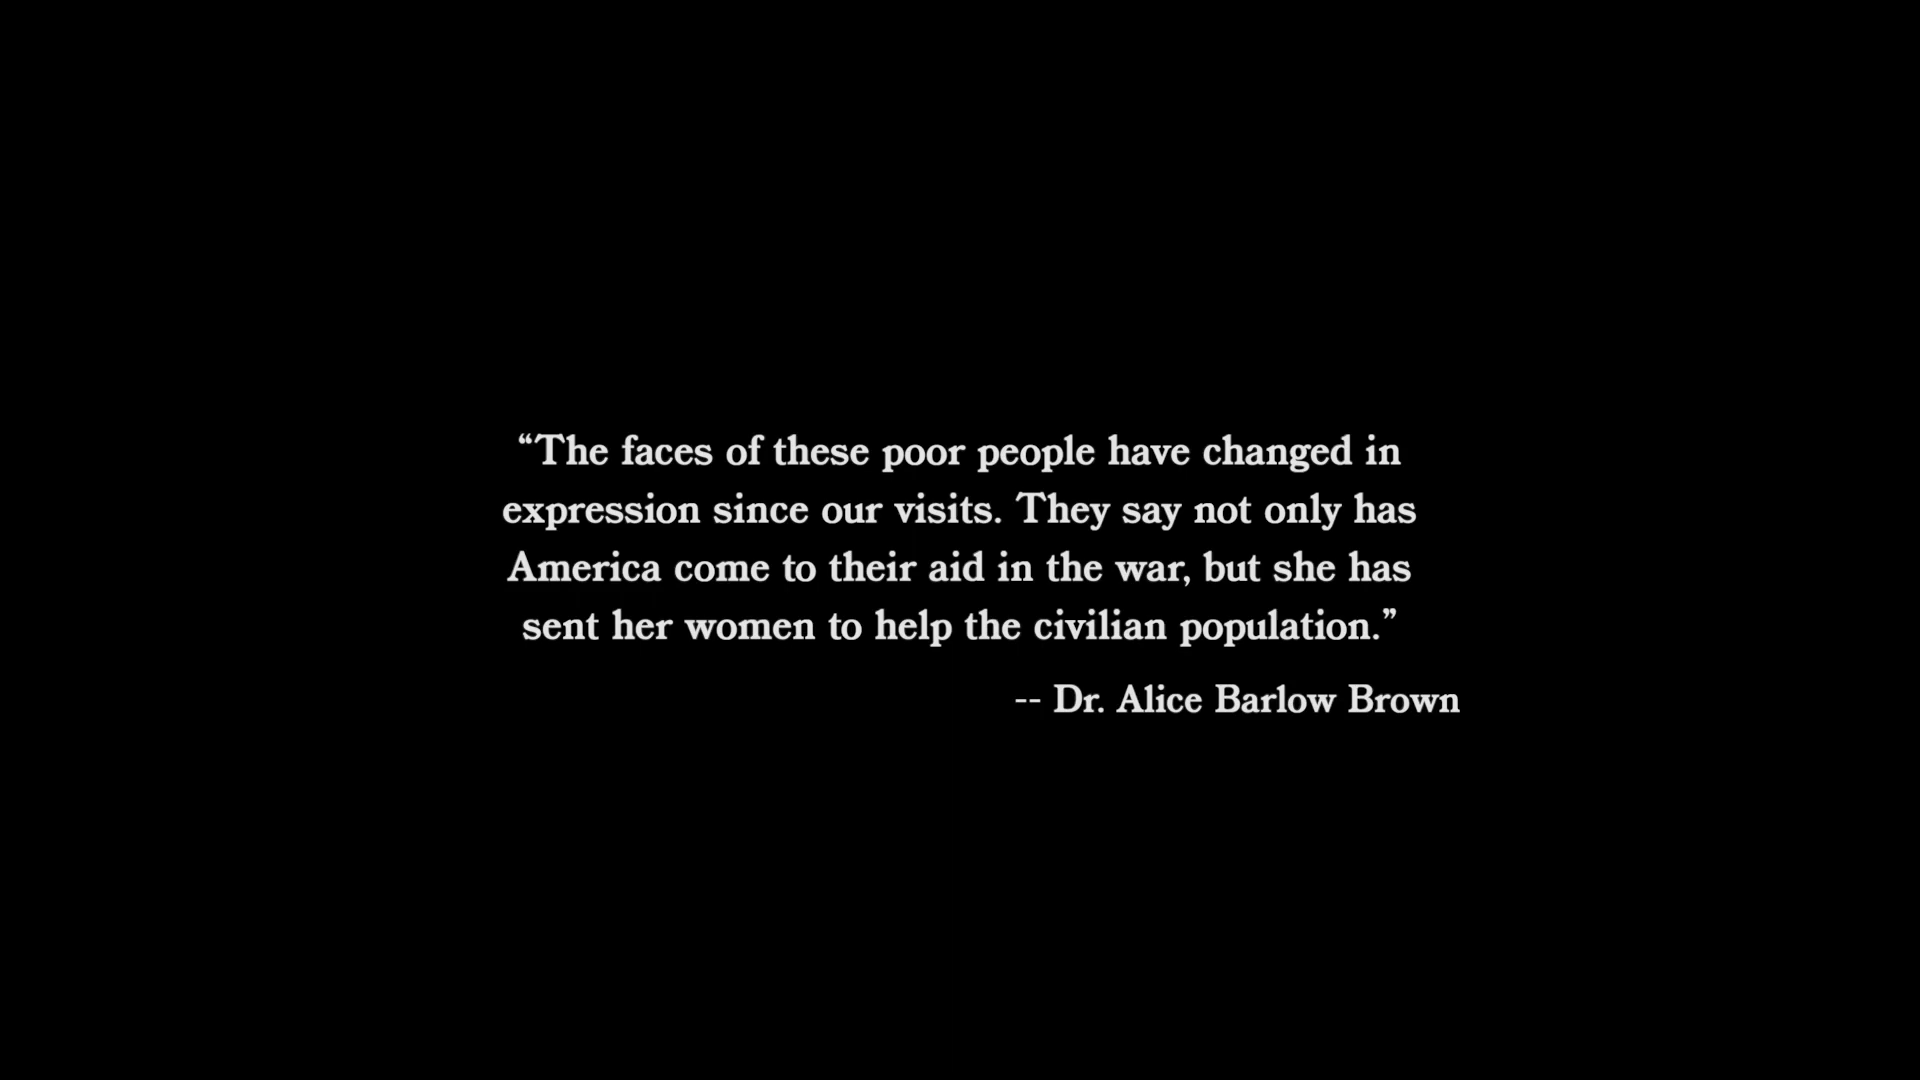 “The faces of these poor people have changed in
expression since our visits. They say not only has
America come to their aid in the war, but she has
sent her women to help the civilian population.”
-- Dr. Alice Barlow Brown